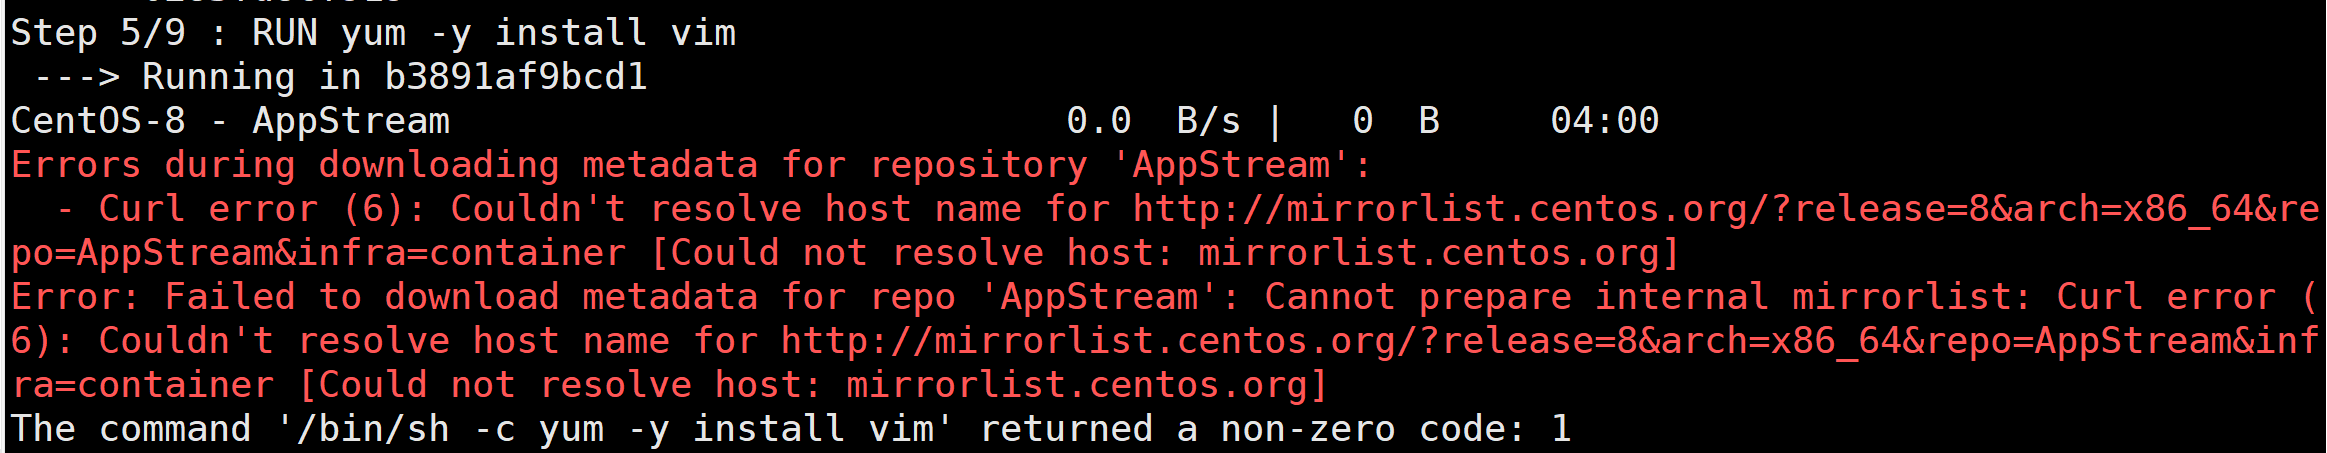 Step 5/9 : RUN yum -y install vim
 ---> Running in b3891af9bcd1
CentOS-8 - AppStream                            0.0  B/s |   0  B     04:00
Errors during downloading metadata for repository 'AppStream':
  - Curl error (6): Couldn't resolve host name for http://mirrorlist.centos.org/?release=8&arch=x86_64&re
po=AppStream&infra=container [Could not resolve host: mirrorlist.centos.org]
Error: Failed to download metadata for repo 'AppStream': Cannot prepare internal mirrorlist: Curl error (
6): Couldn't resolve host name for http://mirrorlist.centos.org/?release=8&arch=x86_64&repo=AppStream&inf
ra=container [Could not resolve host: mirrorlist.centos.org]
The command '/bin/sh -c yum -y install vim' returned a non-zero code: 1